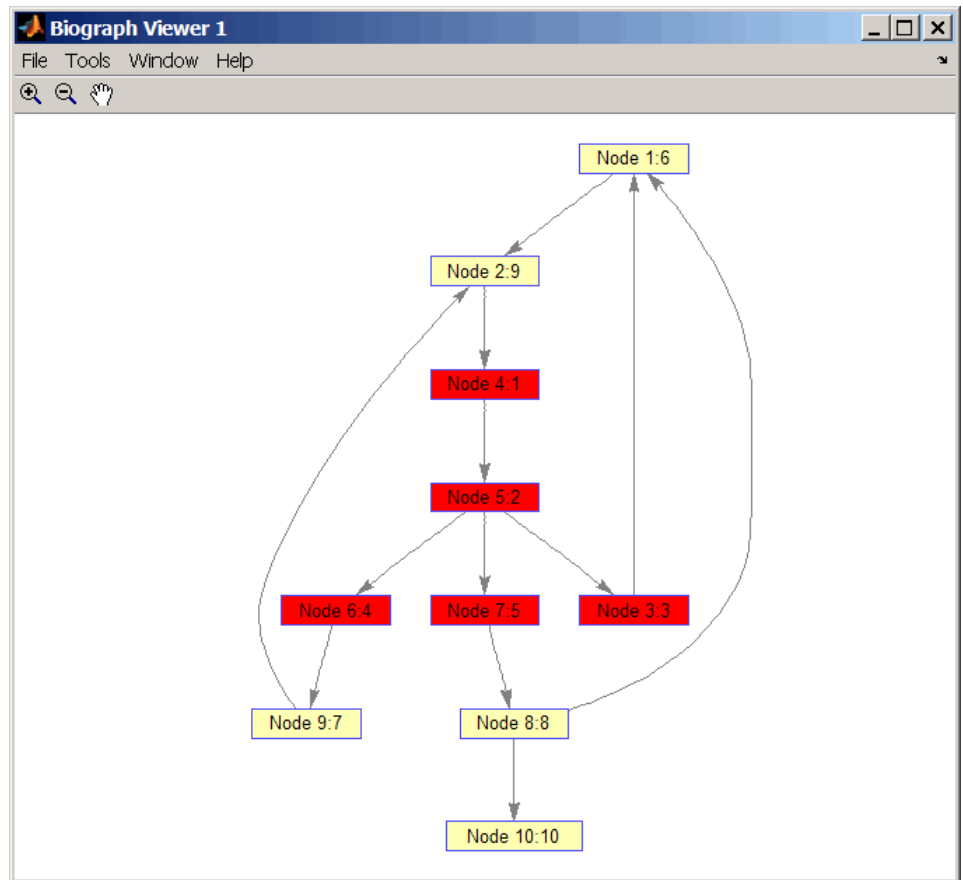 Biograph Viewer 1
File Tools Window Help
Node 1:6
Node 2:9
Node 4:1
Node 5:2
Node 6:4 Node 7:5 Node 3:3
Node 9:7 Node 8:8
Node 10:10